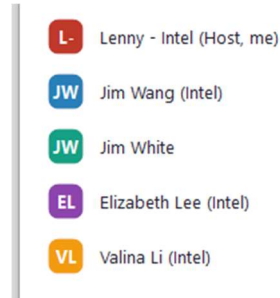 L- Lenny - Intel (Host, me)
JW Jim Wang (Intel)
JW Jim White
EL Elizabeth Lee (Intel)
VL Valina Li (Intel)